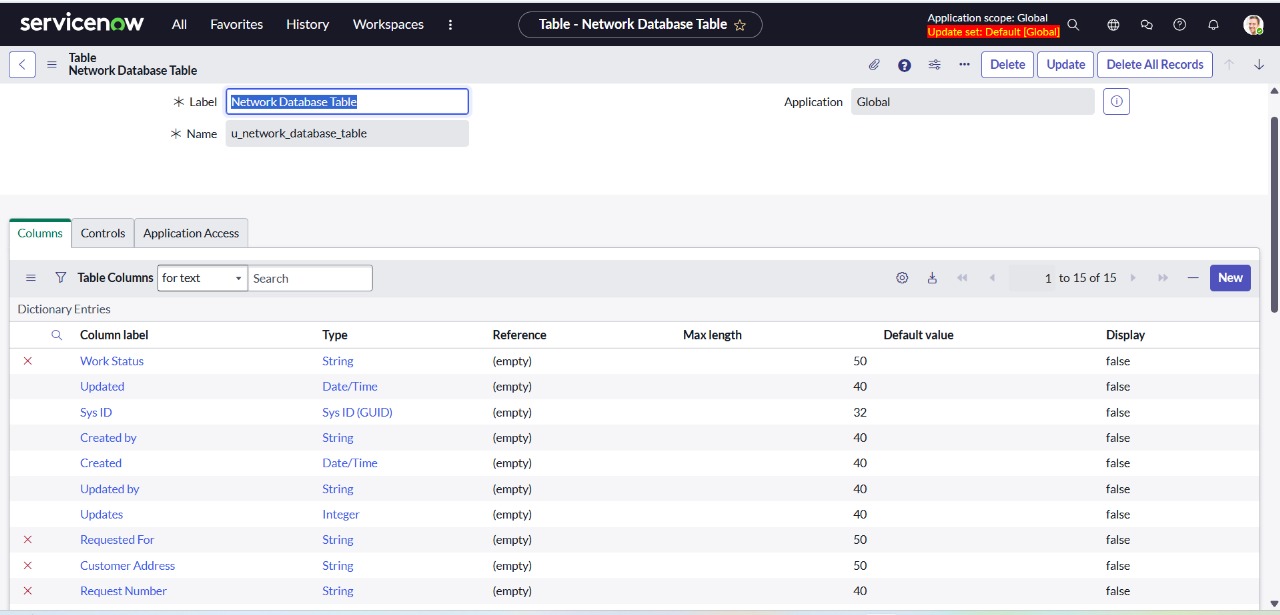 servicenow All Favorites History Workspaces Table - Network Database Table Application scope: Global
Update set: Default [Global]
Table
Network Database Table Delete Update Delete All Records
Label Network Database Table Application Global
Name u_network_database_table
Columns Controls Application Access
Table Columns for text Search 1 to 15 of 15 New
Dictionary Entries
Column label Type Reference Max length Default value Display
Work Status String (empty) 50 false
Updated Date/Time (empty) 40 false
Sys ID Sys ID (GUID) (empty) 32 false
Created by String (empty) 40 false
Created Date/Time (empty) 40 false
Updated by String (empty) 40 false
Updates Integer (empty) 40 false
Requested For String (empty) 50 false
Customer Address String (empty) 50 false
Request Number String (empty) 40 false